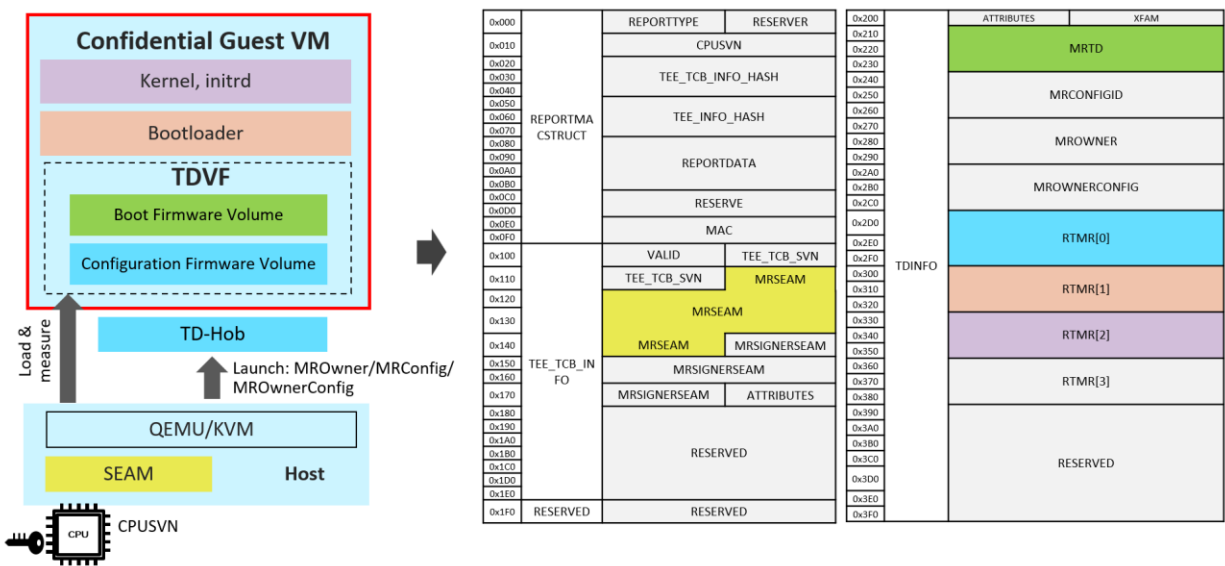 Confidential Guest VM
Kernel, initrd
Bootloader
TDVF
Boot Firmware Volume
Configuration Firmware Volume
Load &
measure
TD-Hob
Launch: MROwner/MRConfig/
MROwnerConfig
QEMU/KVM
SEAM
Host
CPU
CPUSVN
0x000
0x010
0x020
0x030
0x040
0x050
0x060
0x070
0x080
0x090
0x0A0
0x0B0
0x0C0
0x0D0
0x0E0
0x0F0
0x100
0x110
0x120
0x130
0x140
0x150
0x160
0x170
0x180
0x190
0x1A0
0x1B0
0x1C0
0x1D0
0x1E0
0x1F0
REPORTMA
CSTRUCT
TEE_TCB_IN
FO
RESERVED
REPORTTYPE RESERVER
CPUSVN
TEE_TCB_INFO_HASH
TEE_INFO_HASH
REPORTDATA
RESERVE
MAC
VALID TEE_TCB_SVN
TEE_TCB_SVN MRSEAM
MRSEAM
MRSEAM MRSIGNERSEAM
MRSIGNERSEAM
MRSIGNERSEAM ATTRIBUTES
RESERVED
RESERVED
0x200
0x210
0x220
0x230
0x240
0x250
0x260
0x270
0x280
0x290
0x2A0
0x2B0
0x2C0
0x2D0
0x2E0
0x2F0
0x300
0x310
0x320
0x330
0x340
0x350
0x360
0x370
0x380
0x390
0x3A0
0x3B0
0x3C0
0x3D0
0x3E0
0x3F0
TDINFO
ATTRIBUTES XFAM
MRTD
MRCONFIGID
MROWNER
MROWNERCONFIG
RTMR[0]
RTMR[1]
RTMR[2]
RTMR[3]
RESERVED